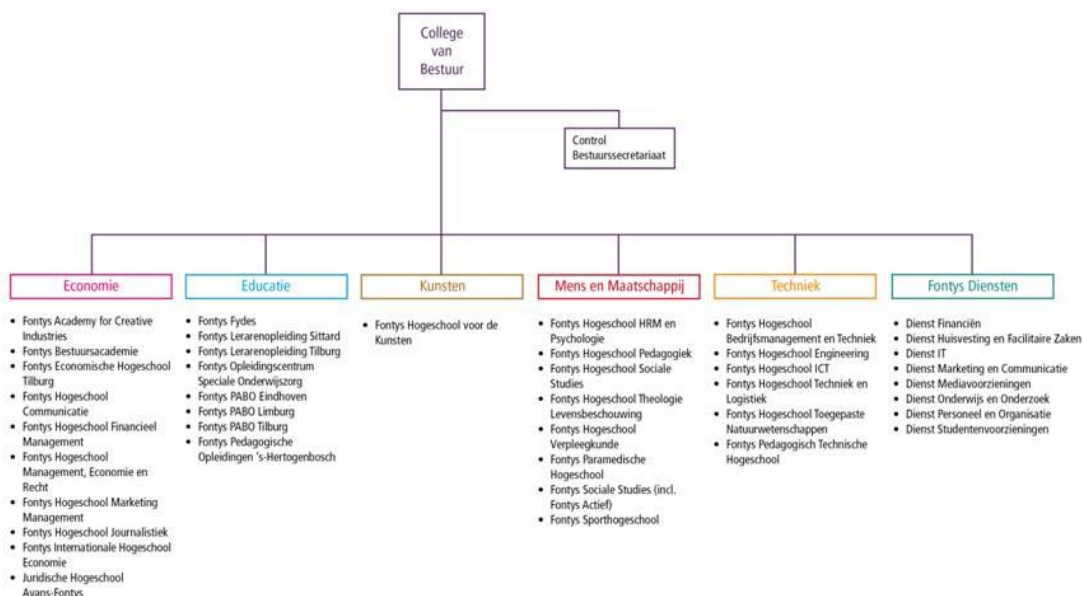 College
van
Bestuur
Control
Bestuurssecretariaat
Economie
• Fontys Academy for Creative
Industries
• Fontys Bestuursacademie
• Fontys Economische Hogeschool
Tilburg
• Fontys Hogeschool
Communicatie
• Fontys Hogeschool Financieel
Management
• Fontys Hogeschool
Management, Economie en
Recht
• Fontys Hogeschool Marketing
Management
• Fontys Hogeschool Journalistiek
• Fontys Internationale Hogeschool
Economie
• Juridische Hogeschool
Avans-Fontys
Educatie
• Fontys Fydes
• Fontys Lerarenopleiding Sittard
• Fontys Lerarenopleiding Tilburg
• Fontys Opleidingscentrum
Speciale Onderwijszorg
• Fontys PABO Eindhoven
• Fontys PABO Limburg
• Fontys PABO Tilburg
• Fontys Pedagogische
Opleidingen 's-Hertogenbosch
Kunsten
• Fontys Hogeschool voor de
Kunsten
Mens en Maatschappij
• Fontys Hogeschool HRM en
Psychologie
• Fontys Hogeschool Pedagogiek
• Fontys Hogeschool Sociale
Studies
• Fontys Hogeschool Theologie
Levensbeschouwing
• Fontys Hogeschool
Verpleegkunde
• Fontys Paramedische
Hogeschool
• Fontys Sociale Studies (incl.
Fontys Actief)
• Fontys Sporthogeschool
Techniek
• Fontys Hogeschool
Bedrijfsmanagement en Techniek
• Fontys Hogeschool Engineering
• Fontys Hogeschool ICT
• Fontys Hogeschool Techniek en
Logistiek
• Fontys Hogeschool Toegepaste
Natuurwetenschappen
• Fontys Pedagogisch Technische
Hogeschool
Fontys Diensten
• Dienst Financiën
• Dienst Huisvesting en Facilitaire Zaken
• Dienst IT
• Dienst Marketing en Communicatie
• Dienst Mediavoorzieningen
• Dienst Onderwijs en Onderzoek
• Dienst Personeel en Organisatie
• Dienst Studentenvoorzieningen